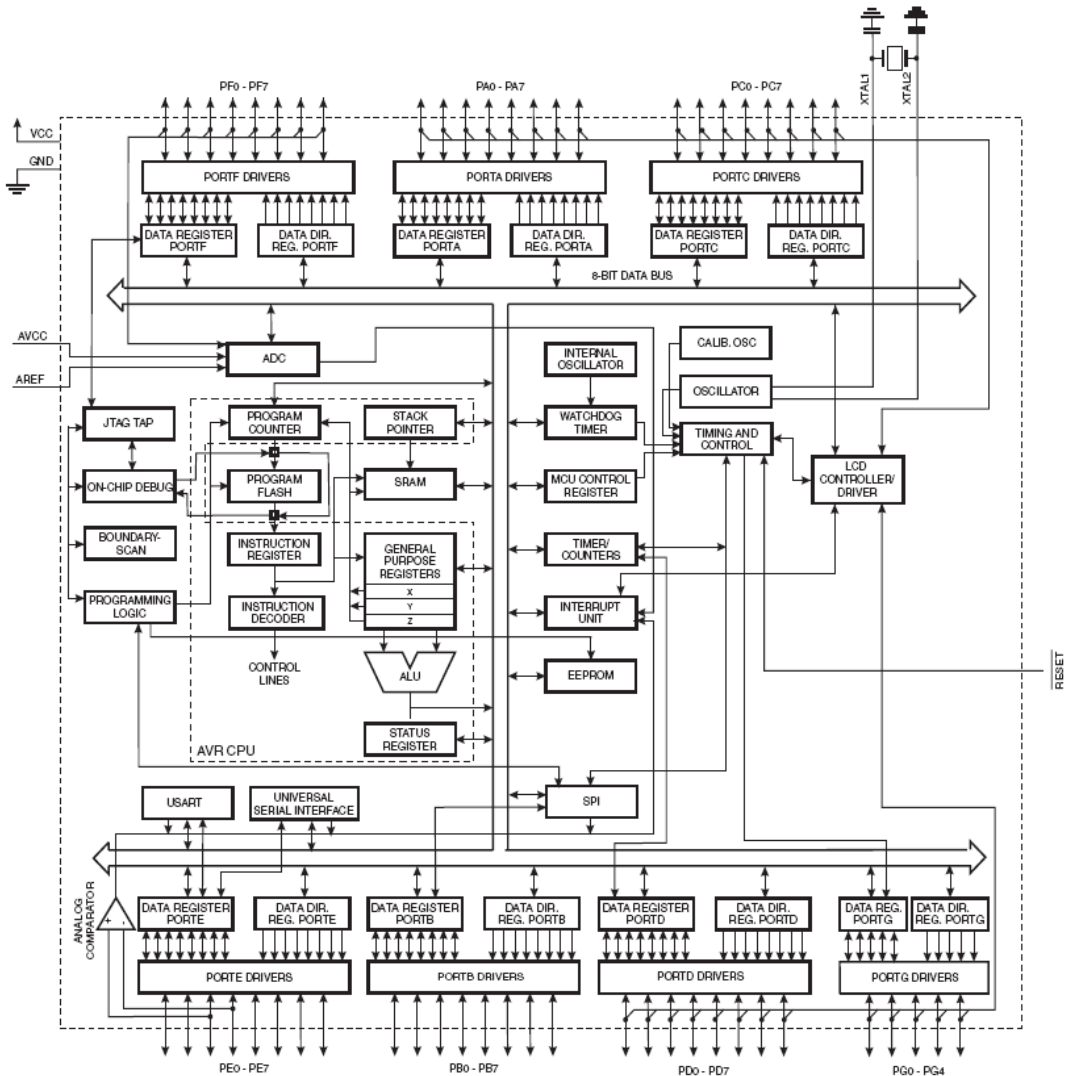 XTAL1
XTAL2
PF0 - PF7
PA0 - PA7
PC0 - PC7
VCC
GND
PORTF DRIVERS
PORTA DRIVERS
PORTC DRIVERS
DATA REGISTER
PORTF
DATA DIR.
REG. PORTF
DATA REGISTER
PORTA
DATA DIR.
REG. PORTA
DATA REGISTER
PORTC
DATA DIR.
REG. PORTC
8-BIT DATA BUS
AVCC
AREF
ADC
INTERNAL
OSCILLATOR
CALIB. OSC
OSCILLATOR
JTAG TAP
PROGRAM
COUNTER
STACK
POINTER
WATCHDOG
TIMER
TIMING AND
CONTROL
ON-CHIP DEBUG
PROGRAM
FLASH
SRAM
MCU CONTROL
REGISTER
LCD
CONTROLLER/
DRIVER
BOUNDARY-
SCAN
INSTRUCTION
REGISTER
GENERAL
PURPOSE
REGISTERS
X
Y
Z
TIMER/
COUNTERS
PROGRAMMING
LOGIC
INSTRUCTION
DECODER
INTERRUPT
UNIT
CONTROL
LINES
ALU
EEPROM
RESET
STATUS
REGISTER
AVR CPU
USART
UNIVERSAL
SERIAL INTERFACE
SPI
ANALOG
COMPARATOR
+
-
DATA REGISTER
PORTE
DATA DIR.
REG. PORTE
DATA REGISTER
PORTB
DATA DIR.
REG. PORTB
DATA REGISTER
PORTD
DATA DIR.
REG. PORTD
DATA REG.
PORTG
DATA DIR.
REG. PORTG
PORTE DRIVERS
PORTB DRIVERS
PORTD DRIVERS
PORTG DRIVERS
PE0 - PE7
PB0 - PB7
PD0 - PD7
PG0 - PG4